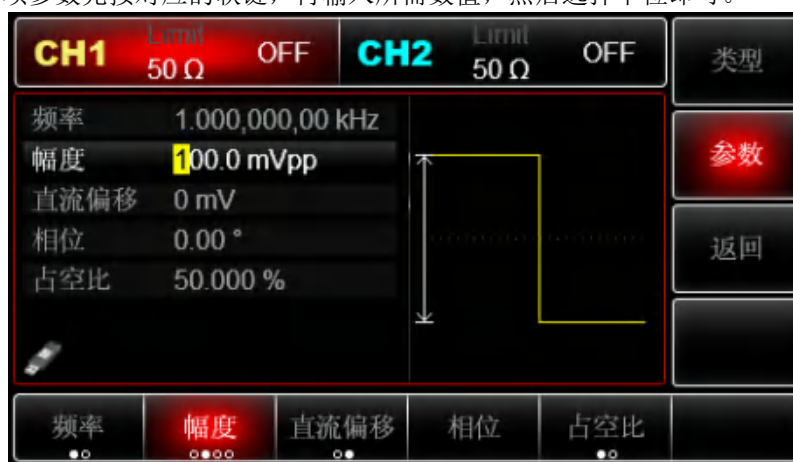 项参数先按对应的软键，再输入所需数值，然后选择单位即可。
CH1 Limit 50 Ω OFF CH2 Limit 50 Ω OFF 类型
频率 1.000,000,00 kHz
幅度 100.0 mVpp 参数
直流偏移 0 mV
相位 0.00 ° 返回
占空比 50.000 %
频率 幅度 直流偏移 相位 占空比